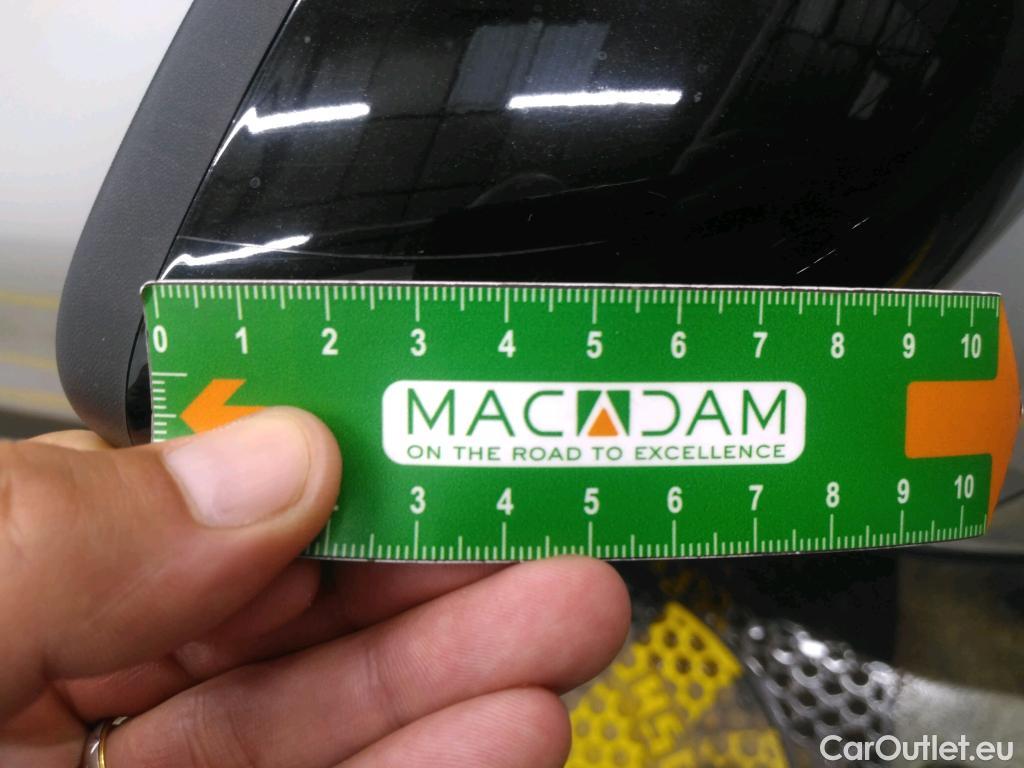 0 1 2 3 4 5 6 7 8 9 10
MACADAM
ON THE ROAD TO EXCELLENCE
3 4 5 6 7 8 9 10
CarOutlet.eu